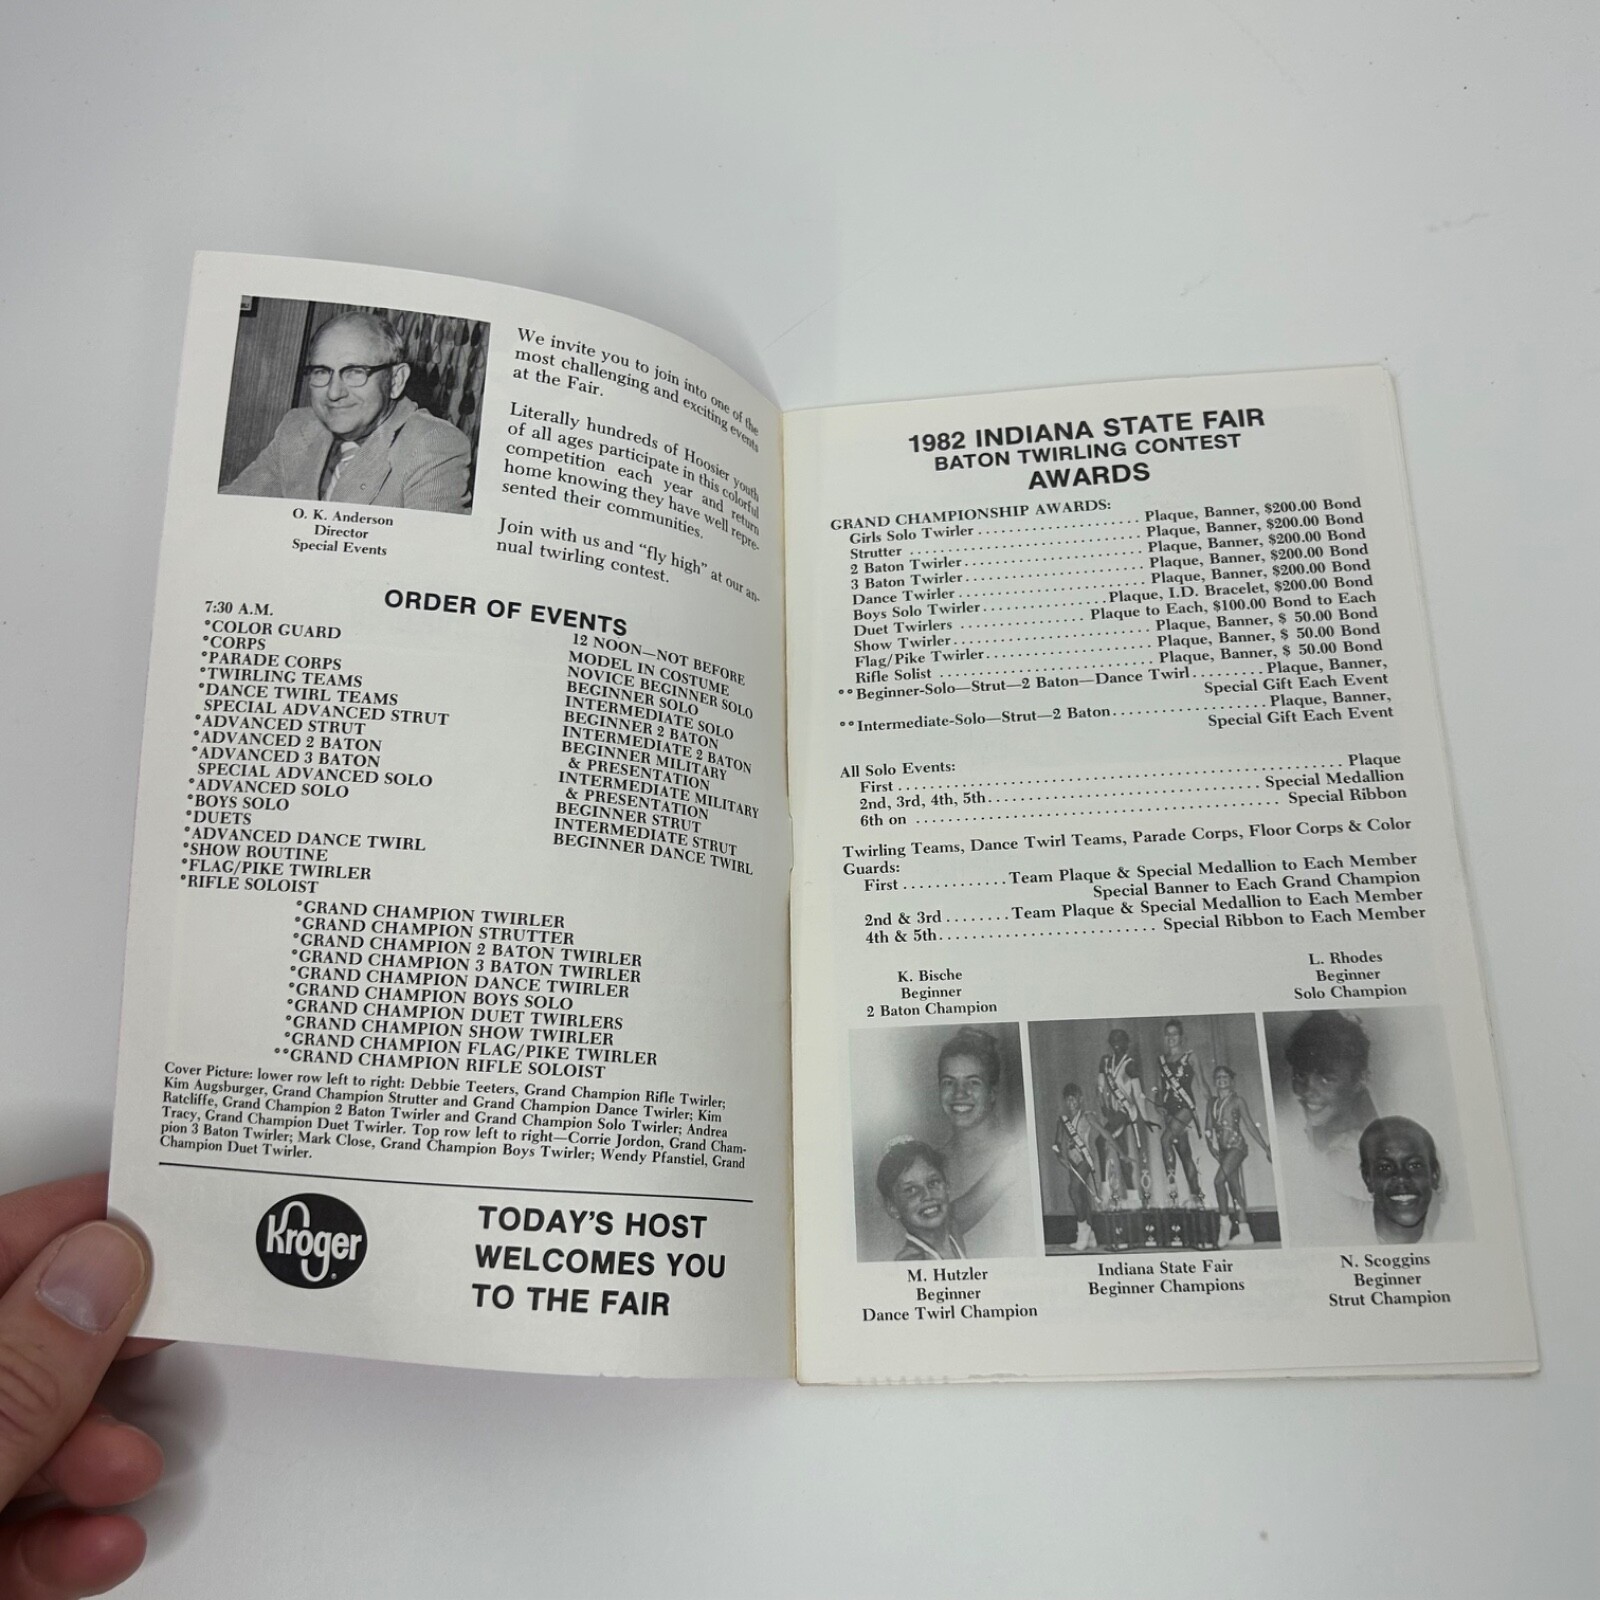 We invite you to join into one of the
most challenging and exciting events
at the Fair.
Literally hundreds of Hoosier youth
of all ages participate in this colorful
competition each year and return
home knowing they have well repre-
sented their communities.
Join with us and "fly high" at our an-
nual twirling contest.
O. K. Anderson
Director
Special Events
ORDER OF EVENTS
7:30 A.M.
*COLOR GUARD
*CORPS
*PARADE CORPS
*TWIRLING TEAMS
*DANCE TWIRL TEAMS
SPECIAL ADVANCED STRUT
*ADVANCED STRUT
*ADVANCED 2 BATON
*ADVANCED 3 BATON
SPECIAL ADVANCED SOLO
*ADVANCED SOLO
*BOYS SOLO
*DUETS
*ADVANCED DANCE TWIRL
*SHOW ROUTINE
*FLAG/PIKE TWIRLER
*RIFLE SOLOIST
12 NOON—NOT BEFORE
MODEL IN COSTUME
NOVICE BEGINNER SOLO
BEGINNER SOLO
INTERMEDIATE SOLO
BEGINNER 2 BATON
INTERMEDIATE 2 BATON
BEGINNER MILITARY
& PRESENTATION
INTERMEDIATE MILITARY
& PRESENTATION
BEGINNER STRUT
INTERMEDIATE STRUT
BEGINNER DANCE TWIRL
*GRAND CHAMPION TWIRLER
*GRAND CHAMPION STRUTTER
*GRAND CHAMPION 2 BATON TWIRLER
*GRAND CHAMPION 3 BATON TWIRLER
*GRAND CHAMPION DANCE TWIRLER
*GRAND CHAMPION BOYS SOLO
*GRAND CHAMPION DUET TWIRLERS
*GRAND CHAMPION SHOW TWIRLER
*GRAND CHAMPION FLAG/PIKE TWIRLER
**GRAND CHAMPION RIFLE SOLOIST
Cover Picture: lower row left to right: Debbie Teeters, Grand Champion Rifle Twirler;
Kim Augsburger, Grand Champion Strutter and Grand Champion Dance Twirler; Kim
Ratcliffe, Grand Champion 2 Baton Twirler and Grand Champion Solo Twirler; Andrea
Tracy, Grand Champion Duet Twirler. Top row left to right—Corrie Jordon, Grand Cham-
pion 3 Baton Twirler; Mark Close, Grand Champion Boys Twirler; Wendy Pfanstiel, Grand
Champion Duet Twirler.
Kroger
TODAY'S HOST
WELCOMES YOU
TO THE FAIR
1982 INDIANA STATE FAIR
BATON TWIRLING CONTEST
AWARDS
GRAND CHAMPIONSHIP AWARDS:
Girls Solo Twirler ..................... Plaque, Banner, $200.00 Bond
Strutter ............................. Plaque, Banner, $200.00 Bond
2 Baton Twirler....................... Plaque, Banner, $200.00 Bond
3 Baton Twirler....................... Plaque, Banner, $200.00 Bond
Dance Twirler ........................ Plaque, Banner, $200.00 Bond
Boys Solo Twirler................Plaque, I.D. Bracelet, $200.00 Bond
Duet Twirlers ................ Plaque to Each, $100.00 Bond to Each
Show Twirler......................... Plaque, Banner, $ 50.00 Bond
Flag/Pike Twirler..................... Plaque, Banner, $ 50.00 Bond
Rifle Solist .......................... Plaque, Banner, $ 50.00 Bond
**Beginner-Solo—Strut—2 Baton—Dance Twirl......... Plaque, Banner,
Special Gift Each Event
**Intermediate-Solo—Strut—2 Baton.................... Plaque, Banner,
Special Gift Each Event
All Solo Events:
First ...................................................... Plaque
2nd, 3rd, 4th, 5th................................. Special Medallion
6th on ............................................ Special Ribbon
Twirling Teams, Dance Twirl Teams, Parade Corps, Floor Corps & Color
Guards:
First .............Team Plaque & Special Medallion to Each Member
Special Banner to Each Grand Champion
2nd & 3rd ........Team Plaque & Special Medallion to Each Member
4th & 5th........................... Special Ribbon to Each Member
K. Bische
Beginner
2 Baton Champion
L. Rhodes
Beginner
Solo Champion
M. Hutzler
Beginner
Dance Twirl Champion
Indiana State Fair
Beginner Champions
N. Scoggins
Beginner
Strut Champion